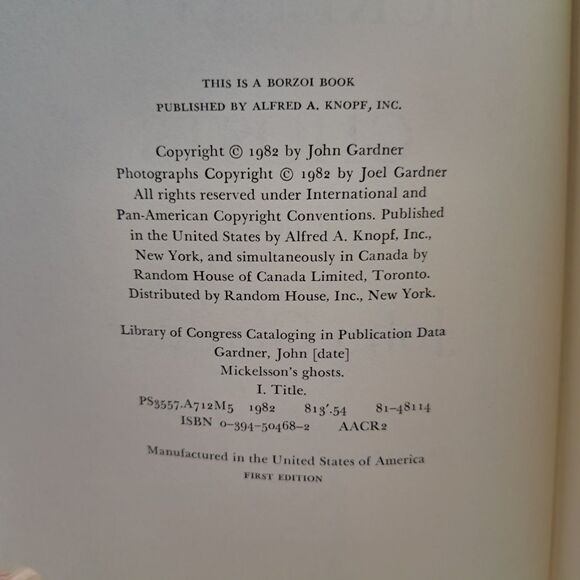 THIS IS A BORZOI BOOK
PUBLISHED BY ALFRED A. KNOPF, INC.
Copyright © 1982 by John Gardner
Photographs Copyright © 1982 by Joel Gardner
All rights reserved under International and
Pan-American Copyright Conventions. Published
in the United States by Alfred A. Knopf, Inc.,
New York, and simultaneously in Canada by
Random House of Canada Limited, Toronto.
Distributed by Random House, Inc., New York.
Library of Congress Cataloging in Publication Data
Gardner, John [date]
Mickelsson's ghosts.
I. Title.
PS3557.A712M5 1982 813'.54 81-48114
ISBN 0-394-50468-2 AACR2
Manufactured in the United States of America
FIRST EDITION